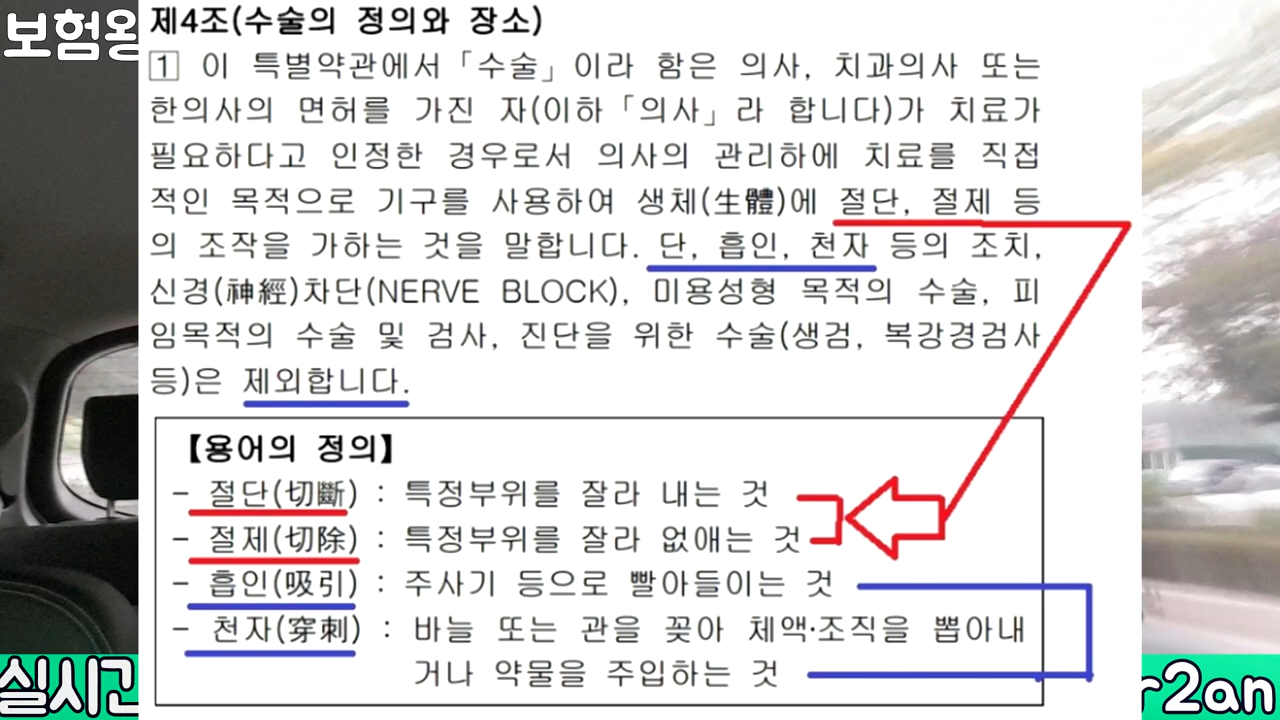 보험왕
제4조(수술의 정의와 장소)
1 이 특별약관에서「수술」이라 함은 의사, 치과의사 또는
한의사의 면허를 가진 자(이하「의사」라 합니다)가 치료가
필요하다고 인정한 경우로서 의사의 관리하에 치료를 직접
적인 목적으로 기구를 사용하여 생체(生體)에 절단, 절제 등
의 조작을 가하는 것을 말합니다. 단, 흡인, 천자 등의 조치,
신경(神經)차단(NERVE BLOCK), 미용성형 목적의 수술, 피
임목적의 수술 및 검사, 진단을 위한 수술(생검, 복강경검사
등)은 제외합니다.
【용어의 정의】
- 절단(切斷) : 특정부위를 잘라 내는 것
- 절제(切除) : 특정부위를 잘라 없애는 것
- 흡인(吸引) : 주사기 등으로 빨아들이는 것
- 천자(穿刺) : 바늘 또는 관을 꽂아 체액·조직을 뽑아내
거나 약물을 주입하는 것
실시간
r2an